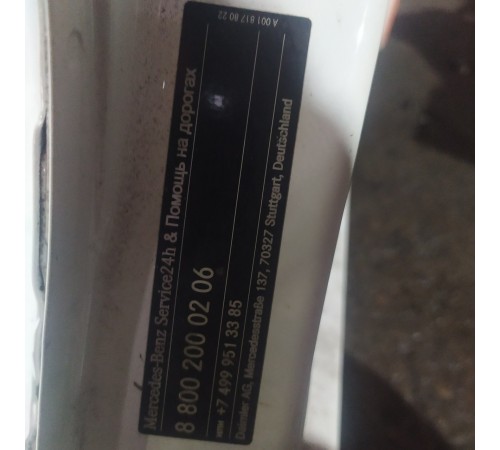 Mercedes-Benz Service24h & Помощь на дорогах
8 800 200 02 06
или +7 499 951 33 85
Daimler AG, Mercedesstraße 137, 70327 Stuttgart, Deutschland
A 001 817 80 22